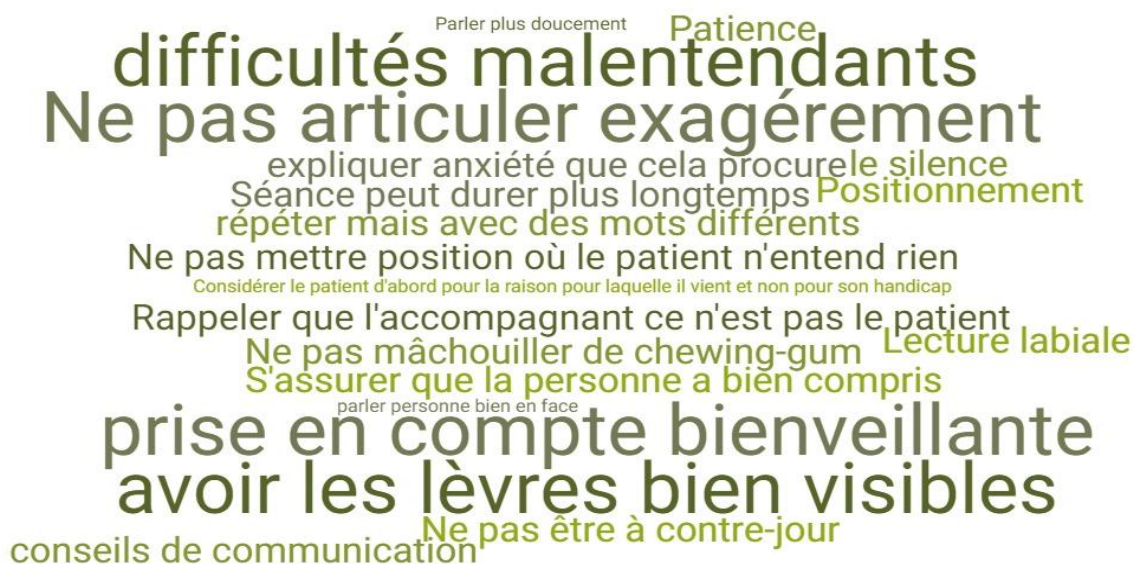 Parler plus doucement
Patience
difficultés malentendants
Ne pas articuler exagérement
expliquer anxiété que cela procure
le silence
Séance peut durer plus longtemps
Positionnement
répéter mais avec des mots différents
Ne pas mettre position où le patient n'entend rien
Considérer le patient d'abord pour la raison pour laquelle il vient et non pour son handicap
Rappeler que l'accompagnant ce n'est pas le patient
Lecture labiale
Ne pas mâchouiller de chewing-gum
S'assurer que la personne a bien compris
parler personne bien en face
prise en compte bienveillante
avoir les lèvres bien visibles
Ne pas être à contre-jour
conseils de communication